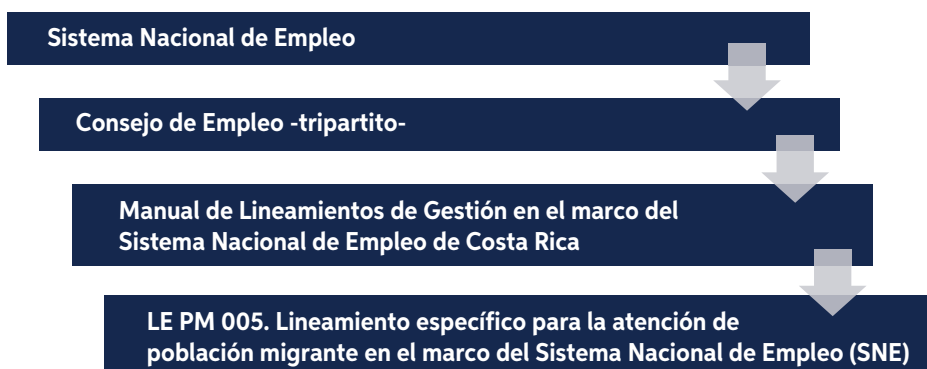 Sistema Nacional de Empleo
Consejo de Empleo -tripartito-
Manual de Lineamientos de Gestión en el marco del
Sistema Nacional de Empleo de Costa Rica
LE PM 005. Lineamiento específico para la atención de
población migrante en el marco del Sistema Nacional de Empleo (SNE)